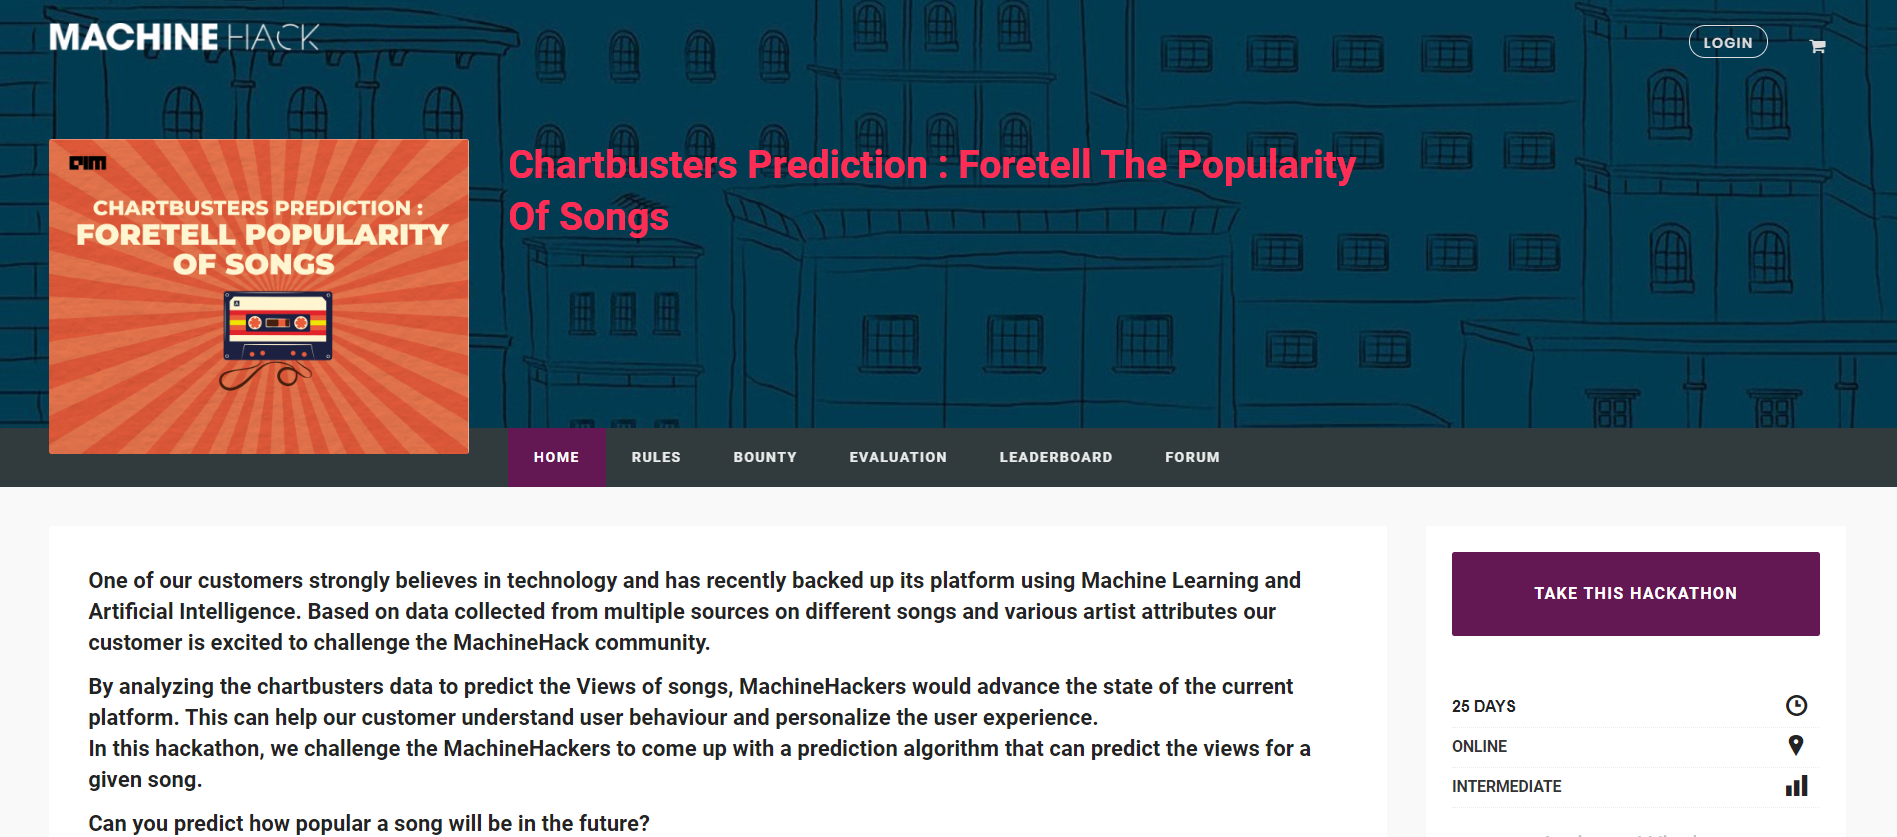 MACHINE HACK
LOGIN
AIM
CHARTBUSTERS PREDICTION :
FORETELL POPULARITY
OF SONGS
A
Chartbusters Prediction : Foretell The Popularity
Of Songs
HOME RULES BOUNTY EVALUATION LEADERBOARD FORUM
One of our customers strongly believes in technology and has recently backed up its platform using Machine Learning and
Artificial Intelligence. Based on data collected from multiple sources on different songs and various artist attributes our
customer is excited to challenge the MachineHack community.
By analyzing the chartbusters data to predict the Views of songs, MachineHackers would advance the state of the current
platform. This can help our customer understand user behaviour and personalize the user experience.
In this hackathon, we challenge the MachineHackers to come up with a prediction algorithm that can predict the views for a
given song.
Can you predict how popular a song will be in the future?
TAKE THIS HACKATHON
25 DAYS
ONLINE
INTERMEDIATE